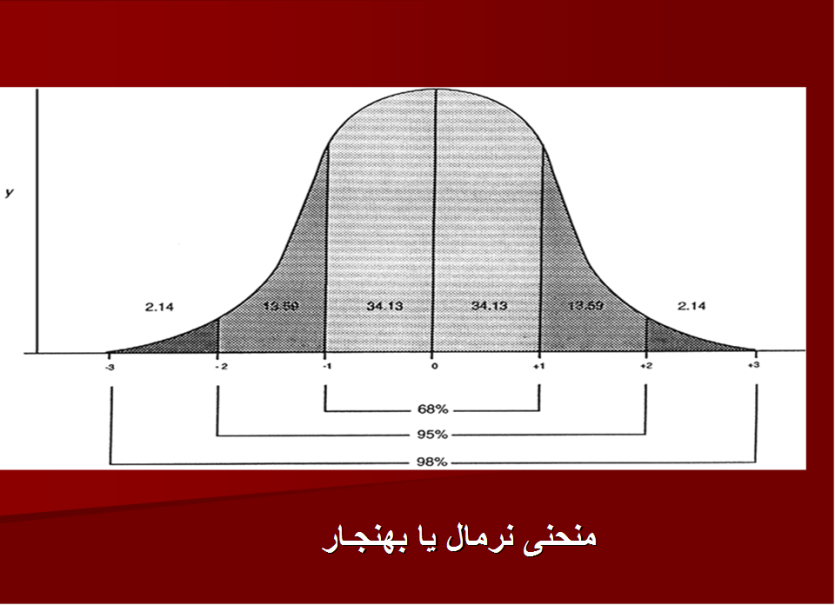 y
2.14 13.59 34.13 34.13 13.59 2.14
-3 -2 -1 0 +1 +2 +3
68%
95%
98%
منحنی نرمال یا بهنجار